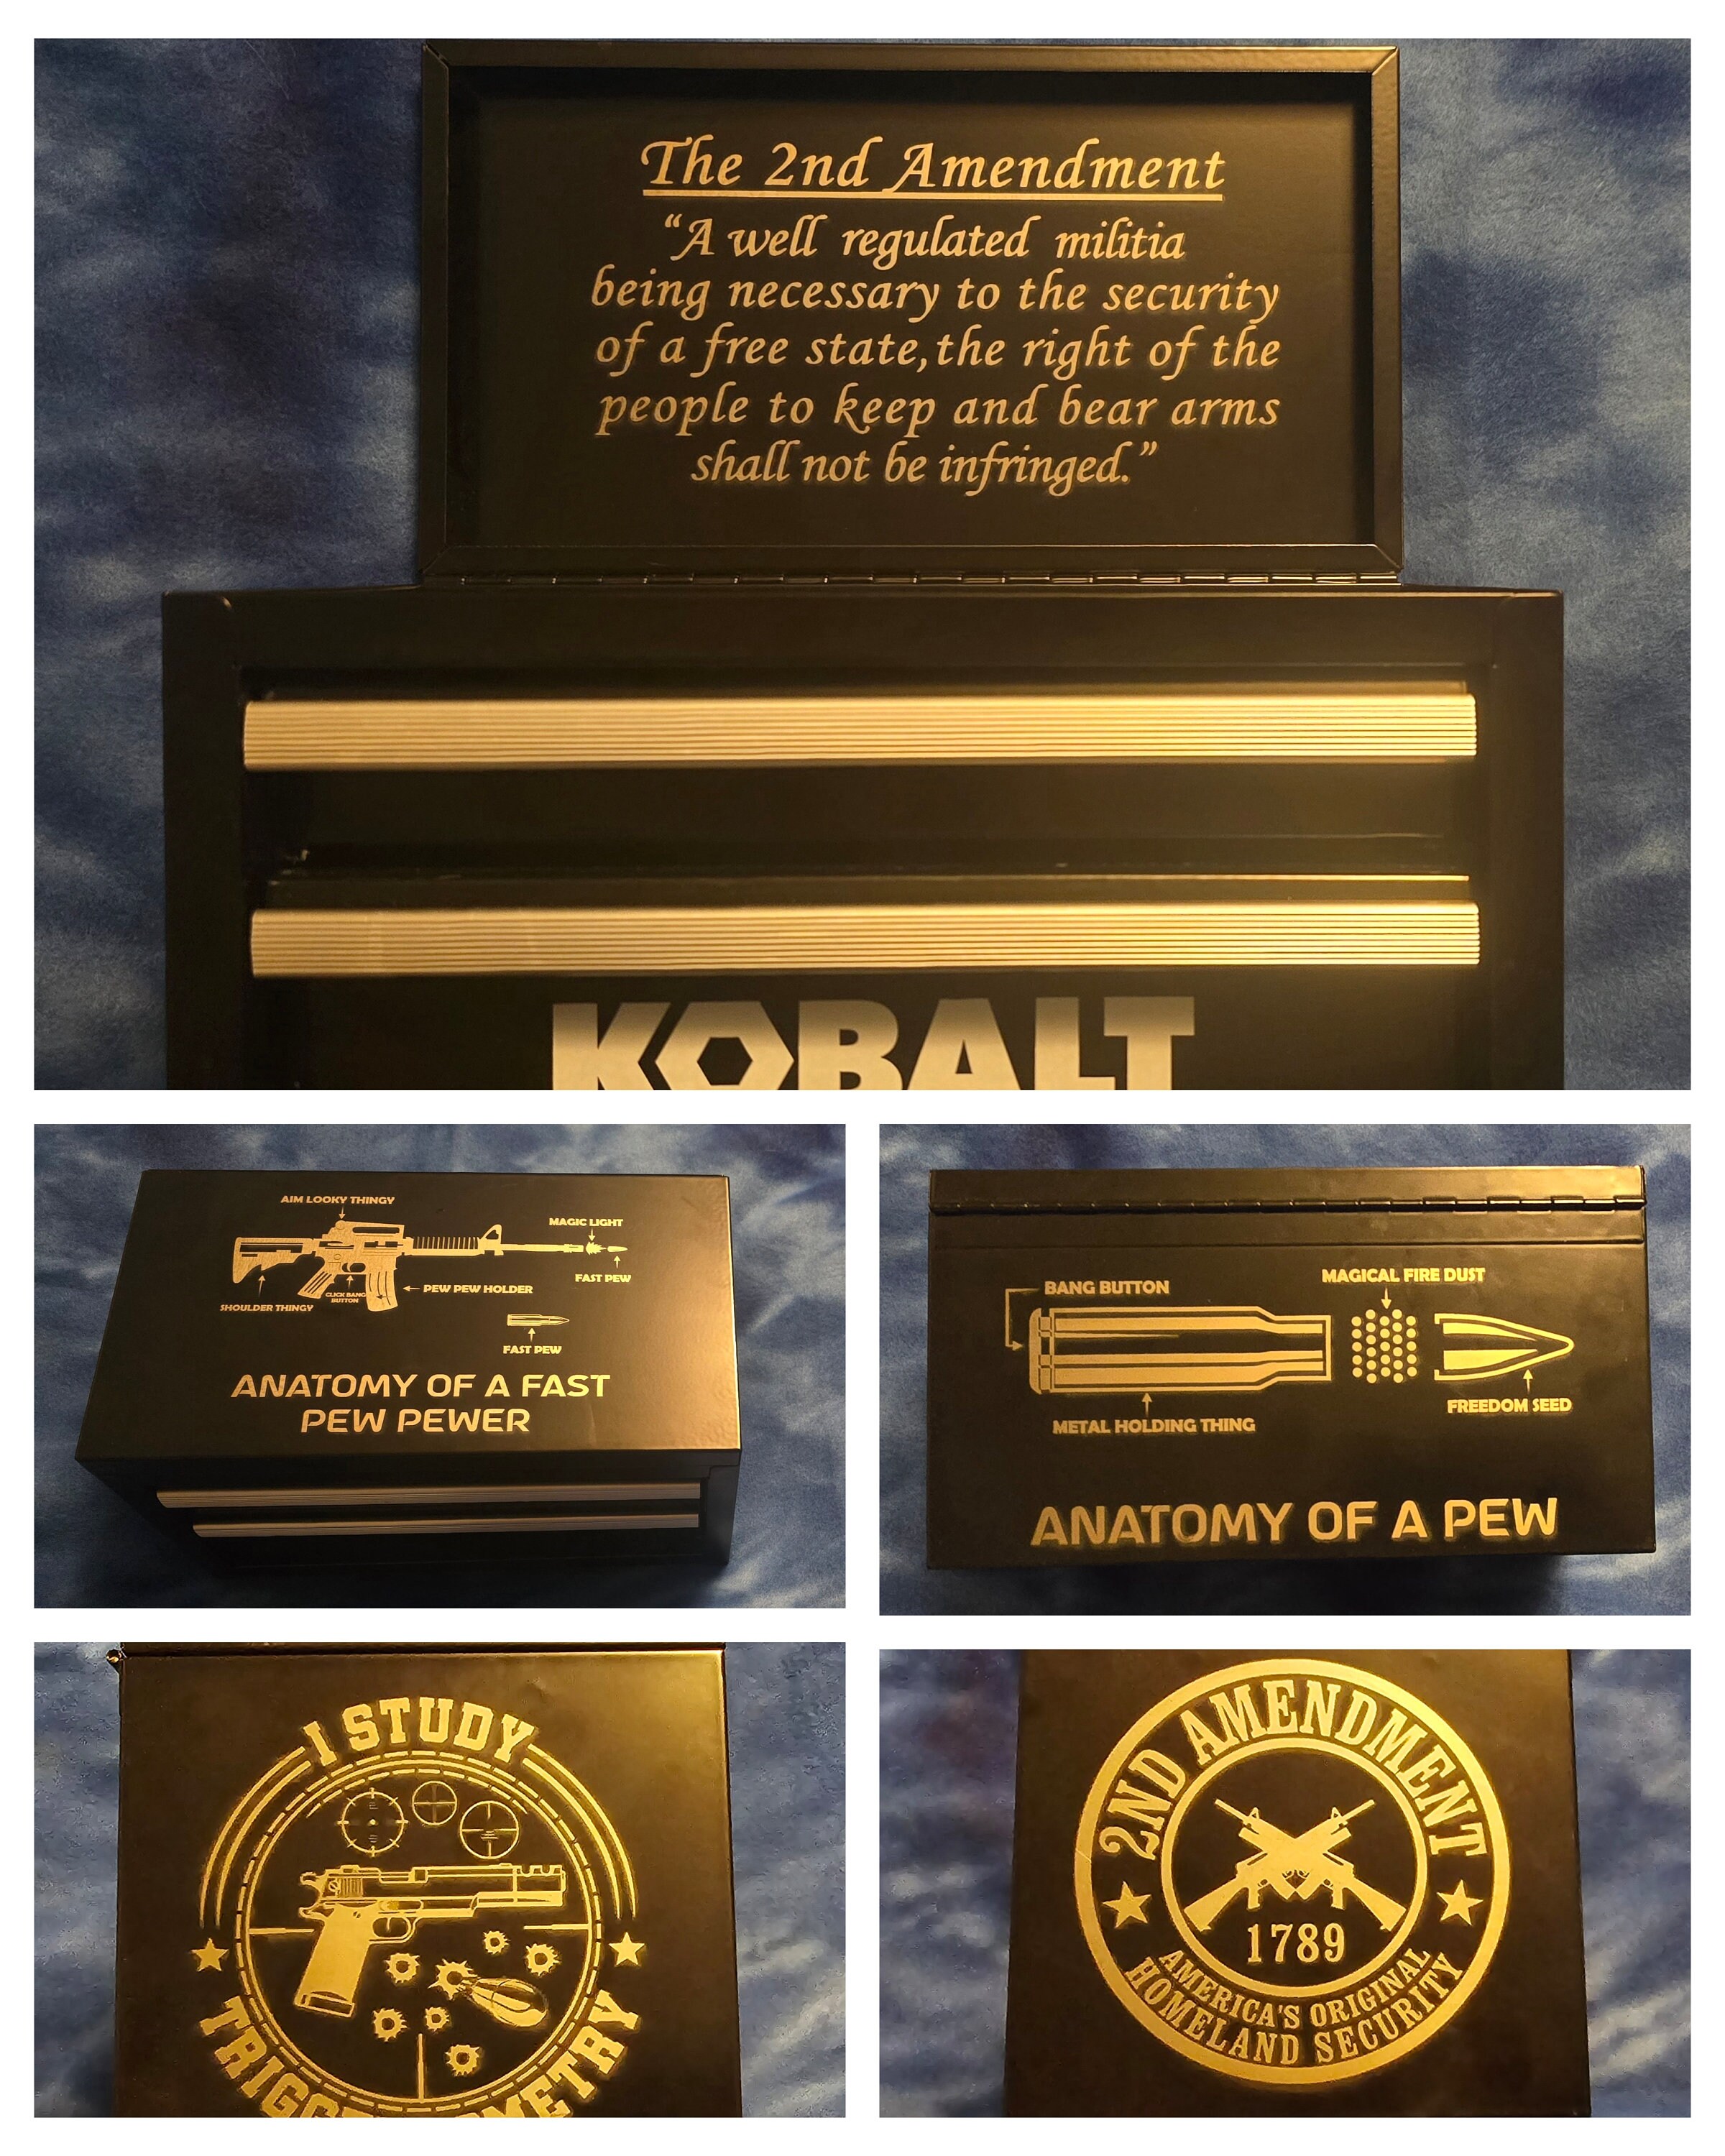 The 2nd Amendment
“A well regulated militia
being necessary to the security
of a free state, the right of the
people to keep and bear arms
shall not be infringed.”
KOBALT
AIM LOOKY THINGY
MAGIC LIGHT
FAST PEW
PEW PEW HOLDER
CLICK BANG
BUTTON
SHOULDER THINGY
FAST PEW
ANATOMY OF A FAST
PEW PEWER
BANG BUTTON
MAGICAL FIRE DUST
METAL HOLDING THING
FREEDOM SEED
ANATOMY OF A PEW
I STUDY
2ND AMENDMENT
1789
AMERICA'S ORIGINAL
HOMELAND SECURITY